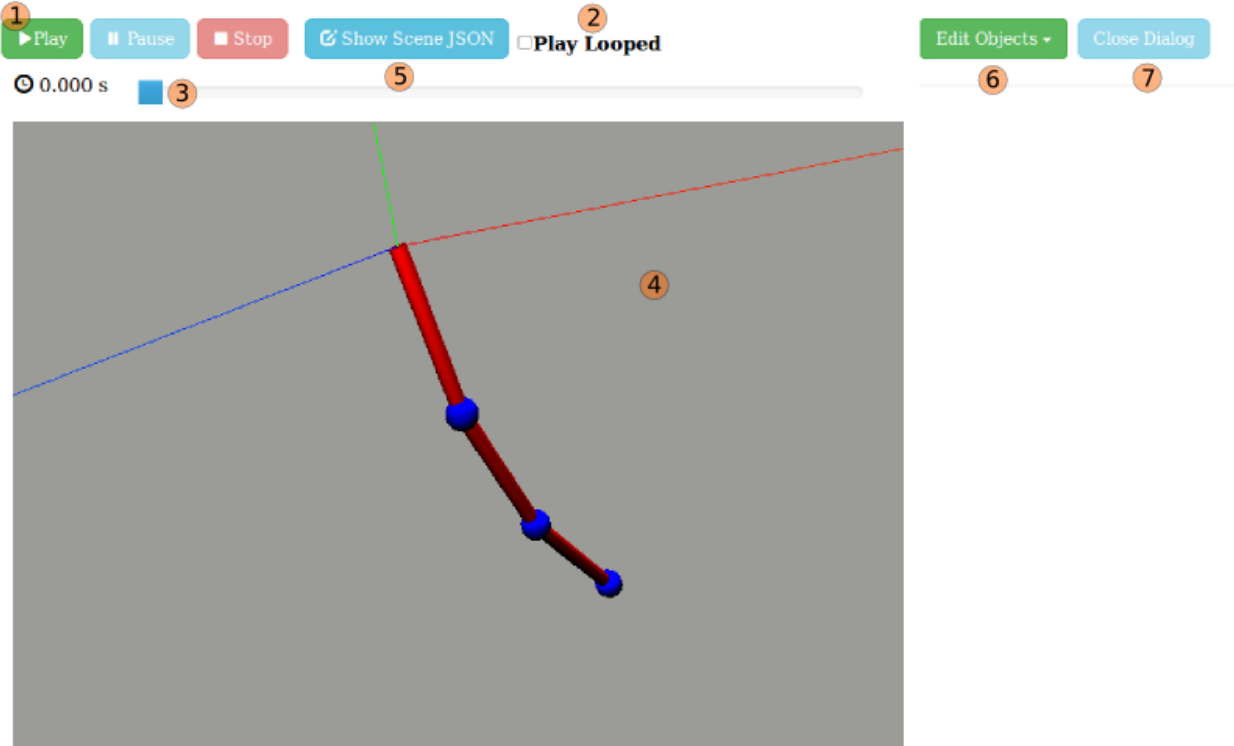 1
2
Play
Pause
Stop
Show Scene JSON
Play Looped
Edit Objects
Close Dialog
0.000 s
3
5
6
7
4